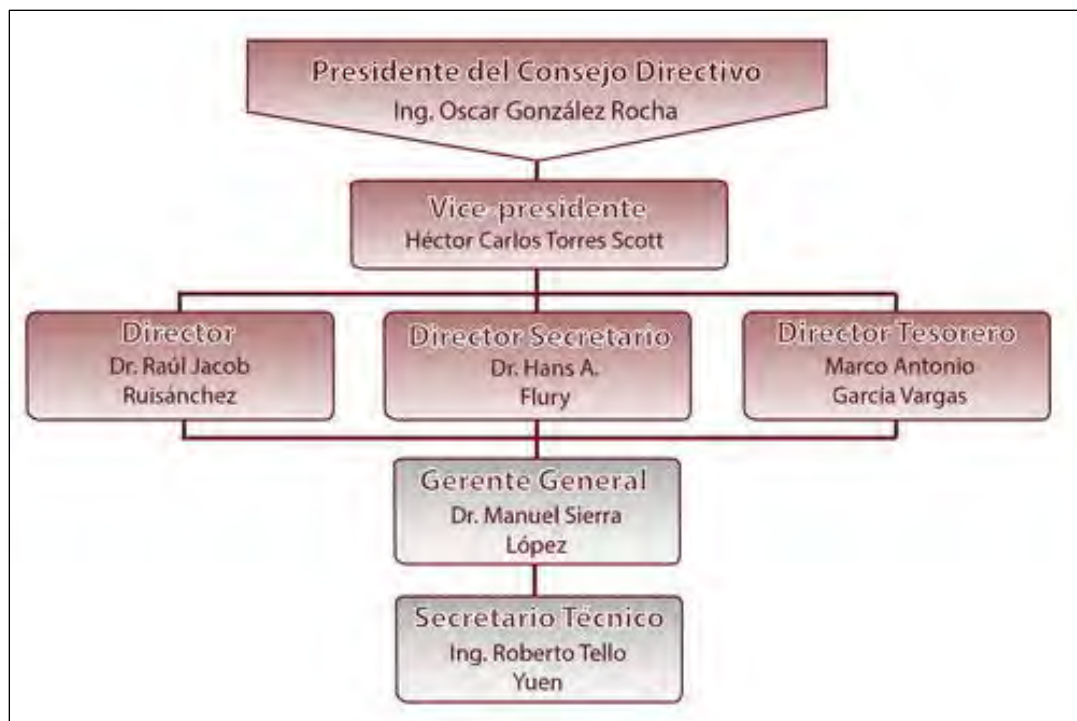 Presidente del Consejo Directivo
Ing. Oscar González Rocha
Vice-presidente
Héctor Carlos Torres Scott
Director
Dr. Raúl Jacob
Ruisánchez
Director Secretario
Dr. Hans A.
Flury
Director Tesorero
Marco Antonio
García Vargas
Gerente General
Dr. Manuel Sierra
López
Secretario Técnico
Ing. Roberto Tello
Yuen